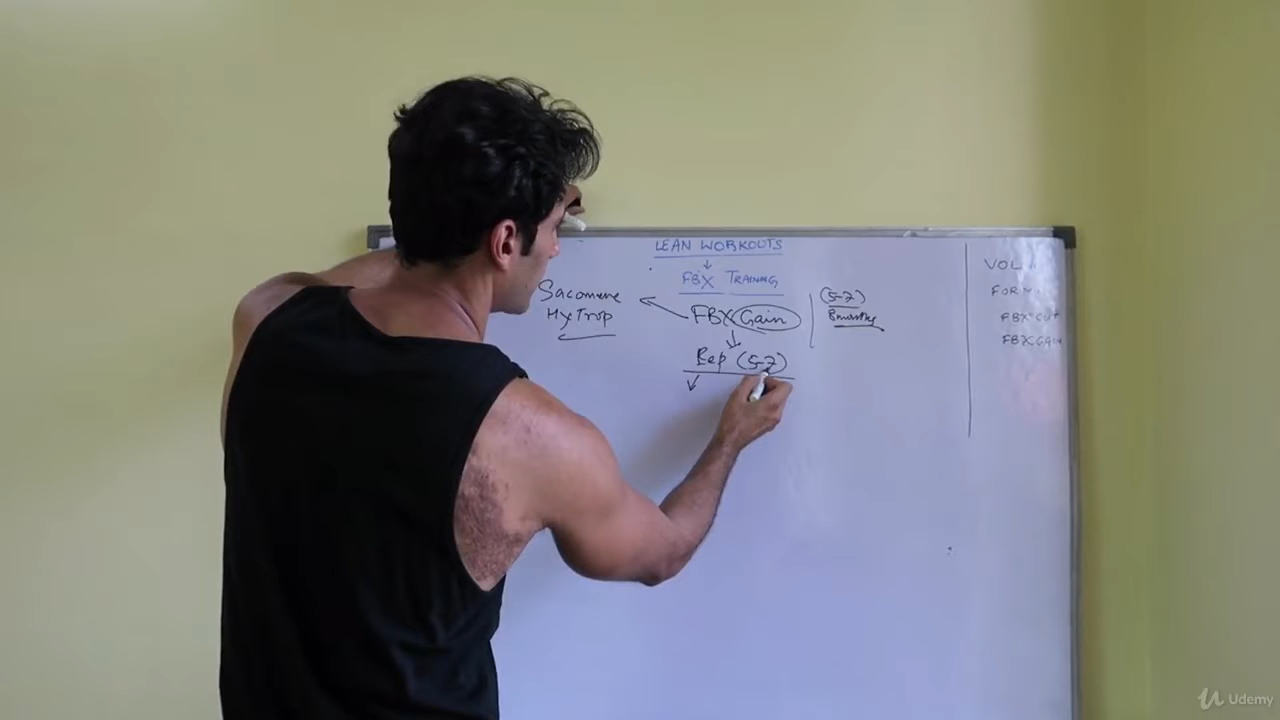 LEAN WORKOUTS
FBX TRAINING
Sacomere
HyTrop
FBX Gain
Rep (5-7)
(5-7)
VOL
FORM
FBX CUT
FBX GAIN
Udemy